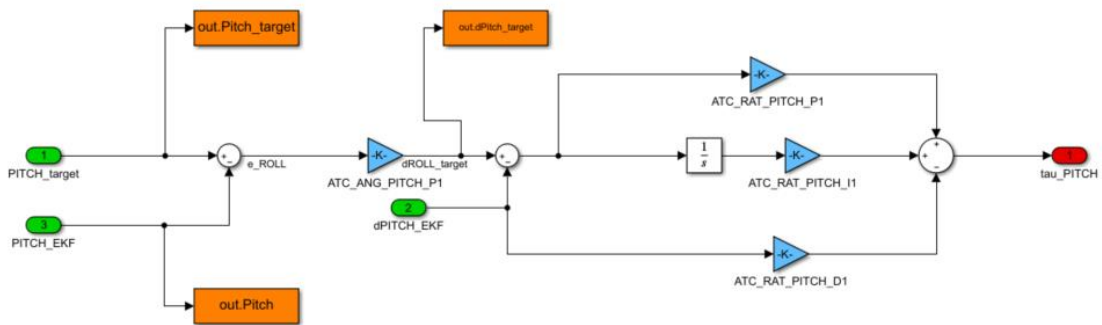 out.Pitch_target
out.dPitch_target
-K-
ATC_RAT_PITCH_P1
1
PITCH_target
+
−
e_ROLL
-K-
ATC_ANG_PITCH_P1
dROLL_target
+
−
1
s
-K-
ATC_RAT_PITCH_I1
+
+
−
1
tau_PITCH
3
PITCH_EKF
2
dPITCH_EKF
-K-
ATC_RAT_PITCH_D1
out.Pitch